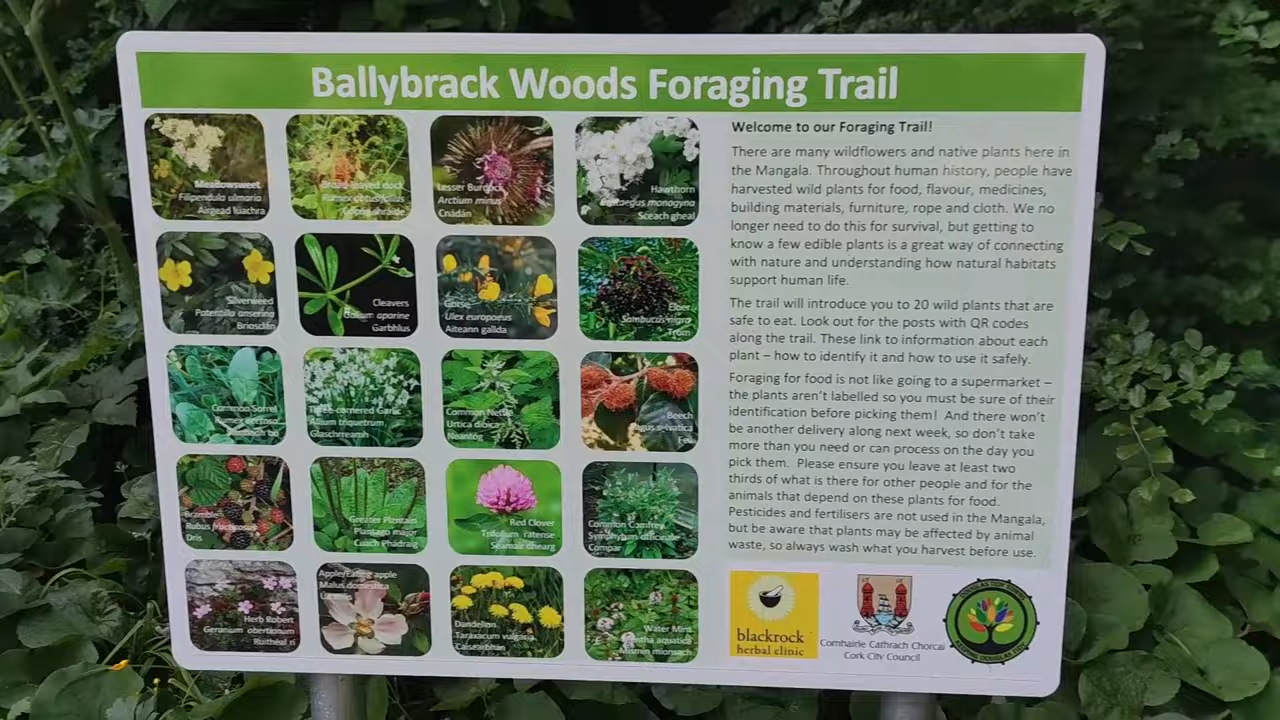 Ballybrack Woods Foraging Trail
Meadowsweet
Filipendula ulmaria
Airgead luachra
Broad-leaved dock
Rumex obtusifolius
Lesser Burdock
Arctium minus
Cnádán
Hawthorn
Crataegus monogyna
Sceach gheal
Silverweed
Potentilla anserina
Briosclán
Cleavers
Galium aparine
Garbhlus
Gorse
Ulex europaeus
Aiteann gallda
Elder
Sambucus nigra
Trom
Common Sorrel
Rumex acetosa
Three-cornered Garlic
Allium triquetrum
Glaschrreamh
Common Nettle
Urtica dioica
Neantóg
Beech
Fagus sylvatica
Feá
Bramble
Rubus fructicosus
Dris
Greater Plantain
Plantago major
Cuach Phádraig
Red Clover
Trifolium ratense
Seamair dhearg
Common Comfrey
Symphytum officinale
Compar
Herb Robert
Geranium obertionum
Ruithéal rí
Apple/Eating apple
Malus domestica
Dandelion
Taraxacum vulgaris
Caisearbhán
Water Mint
Mentha aquatica
Mismín mionsach
Welcome to our Foraging Trail!
There are many wildflowers and native plants here in
the Mangala. Throughout human history, people have
harvested wild plants for food, flavour, medicines,
building materials, furniture, rope and cloth. We no
longer need to do this for survival, but getting to
know a few edible plants is a great way of connecting
with nature and understanding how natural habitats
support human life.
The trail will introduce you to 20 wild plants that are
safe to eat. Look out for the posts with QR codes
along the trail. These link to information about each
plant – how to identify it and how to use it safely.
Foraging for food is not like going to a supermarket –
the plants aren't labelled so you must be sure of their
identification before picking them! And there won't
be another delivery along next week, so don't take
more than you need or can process on the day you
pick them. Please ensure you leave at least two
thirds of what is there for other people and for the
animals that depend on these plants for food.
Pesticides and fertilisers are not used in the Mangala,
but be aware that plants may be affected by animal
waste, so always wash what you harvest before use.
blackrock
herbal clinic
Comhairle Cathrach Chorcaí
Cork City Council